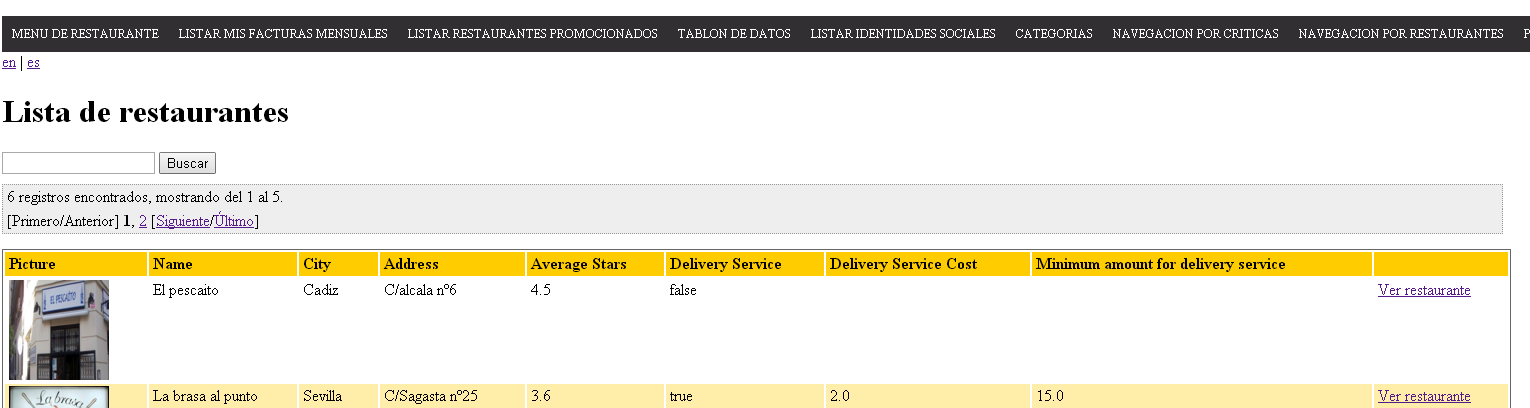 MENU DE RESTAURANTE LISTAR MIS FACTURAS MENSUALES LISTAR RESTAURANTES PROMOCIONADOS TABLON DE DATOS LISTAR IDENTIDADES SOCIALES CATEGORIAS NAVEGACION POR CRITICAS NAVEGACION POR RESTAURANTES
en | es
Lista de restaurantes
Buscar
6 registros encontrados, mostrando del 1 al 5.
[Primero/Anterior] 1, 2 [Siguiente/Último]
Picture Name City Address Average Stars Delivery Service Delivery Service Cost Minimum amount for delivery service
EL PESCAÍTO
El pescaito Cadiz C/alcala nº6 4.5 false Ver restaurante
La brasa
La brasa al punto Sevilla C/Sagasta nº25 3.6 true 2.0 15.0 Ver restaurante